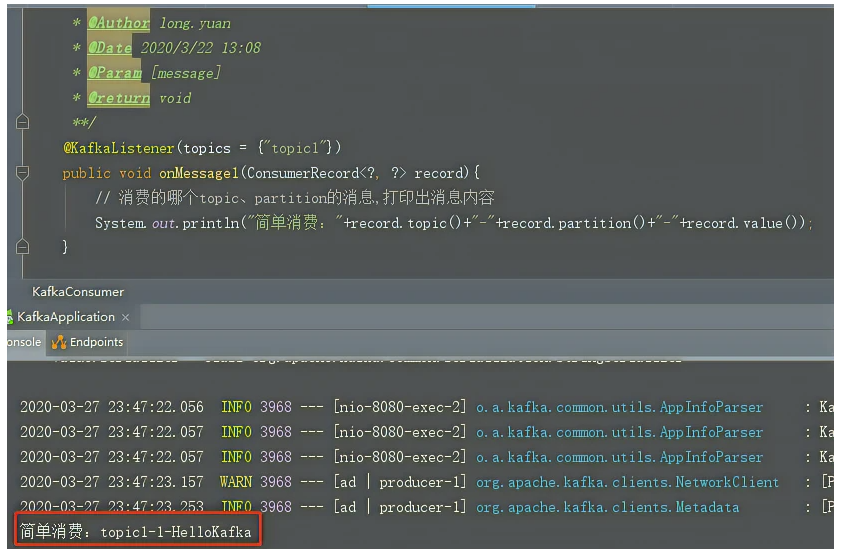 * @Author long.yuan
* @Date 2020/3/22 13:08
* @Param [message]
* @return void
**/
@KafkaListener(topics = {"topic1"})
public void onMessage1(ConsumerRecord<?, ?> record){
// 消费的哪个topic、partition的消息,打印出消息内容
System.out.println("简单消费："+record.topic()+"-"+record.partition()+"-"+record.value());
}
KafkaConsumer
KafkaApplication ×
onsole Endpoints
2020-03-27 23:47:22.056 INFO 3968 --- [nio-8080-exec-2] o.a.kafka.common.utils.AppInfoParser : Ka
2020-03-27 23:47:22.057 INFO 3968 --- [nio-8080-exec-2] o.a.kafka.common.utils.AppInfoParser : Ka
2020-03-27 23:47:22.057 INFO 3968 --- [nio-8080-exec-2] o.a.kafka.common.utils.AppInfoParser : Ka
2020-03-27 23:47:23.157 WARN 3968 --- [ad | producer-1] org.apache.kafka.clients.NetworkClient : [P
2020-03-27 23:47:23.253 INFO 3968 --- [ad | producer-1] org.apache.kafka.clients.Metadata : [P
简单消费：topic1-1-HelloKafka